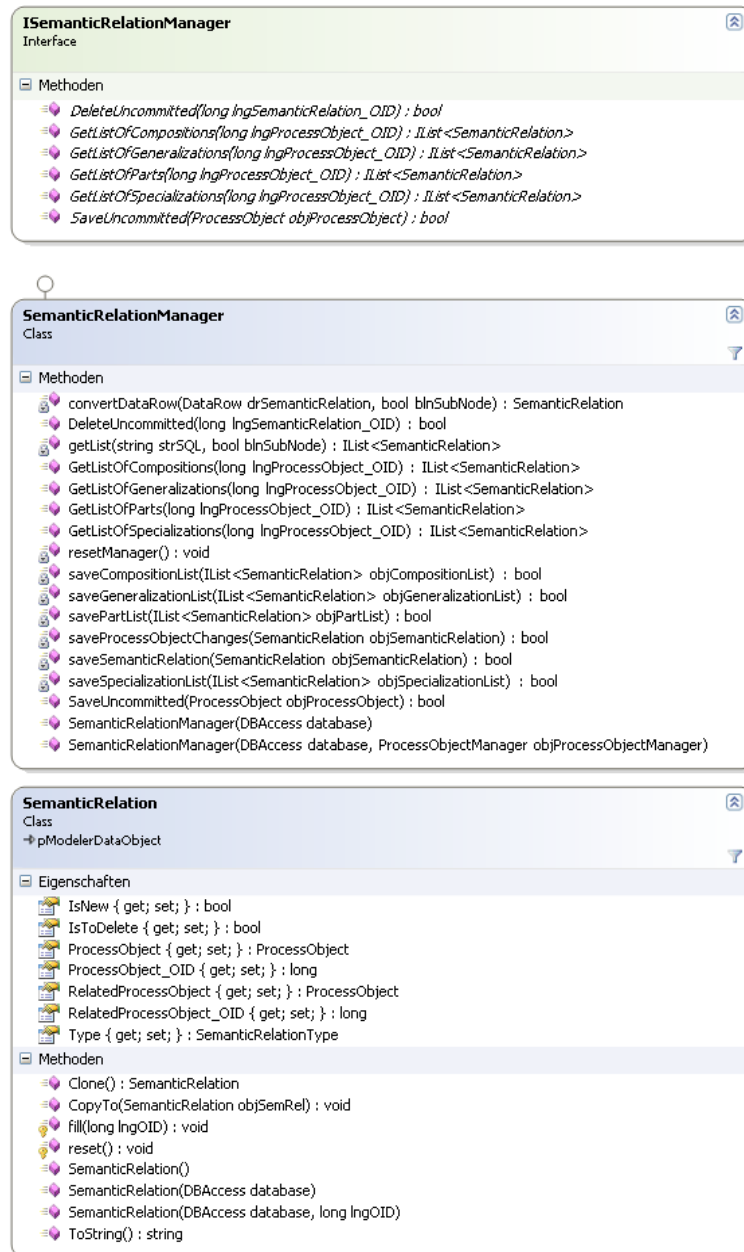 ISemanticRelationManager
Interface
Methoden
DeleteUncommitted(long lngSemanticRelation_OID) : bool
GetListOfCompositions(long lngProcessObject_OID) : IList<SemanticRelation>
GetListOfGeneralizations(long lngProcessObject_OID) : IList<SemanticRelation>
GetListOfParts(long lngProcessObject_OID) : IList<SemanticRelation>
GetListOfSpecializations(long lngProcessObject_OID) : IList<SemanticRelation>
SaveUncommitted(ProcessObject objProcessObject) : bool
SemanticRelationManager
Class
Methoden
convertDataRow(DataRow drSemanticRelation, bool blnSubNode) : SemanticRelation
DeleteUncommitted(long lngSemanticRelation_OID) : bool
getList(string strSQL, bool blnSubNode) : IList<SemanticRelation>
GetListOfCompositions(long lngProcessObject_OID) : IList<SemanticRelation>
GetListOfGeneralizations(long lngProcessObject_OID) : IList<SemanticRelation>
GetListOfParts(long lngProcessObject_OID) : IList<SemanticRelation>
GetListOfSpecializations(long lngProcessObject_OID) : IList<SemanticRelation>
resetManager() : void
saveCompositionList(IList<SemanticRelation> objCompositionList) : bool
saveGeneralizationList(IList<SemanticRelation> objGeneralizationList) : bool
savePartList(IList<SemanticRelation> objPartList) : bool
saveProcessObjectChanges(SemanticRelation objSemanticRelation) : bool
saveSemanticRelation(SemanticRelation objSemanticRelation) : bool
saveSpecializationList(IList<SemanticRelation> objSpecializationList) : bool
SaveUncommitted(ProcessObject objProcessObject) : bool
SemanticRelationManager(DBAccess database)
SemanticRelationManager(DBAccess database, ProcessObjectManager objProcessObjectManager)
SemanticRelation
Class
pModelerDataObject
Eigenschaften
IsNew { get; set; } : bool
IsToDelete { get; set; } : bool
ProcessObject { get; set; } : ProcessObject
ProcessObject_OID { get; set; } : long
RelatedProcessObject { get; set; } : ProcessObject
RelatedProcessObject_OID { get; set; } : long
Type { get; set; } : SemanticRelationType
Methoden
Clone() : SemanticRelation
CopyTo(SemanticRelation objSemRel) : void
fill(long lngOID) : void
reset() : void
SemanticRelation()
SemanticRelation(DBAccess database)
SemanticRelation(DBAccess database, long lngOID)
ToString() : string